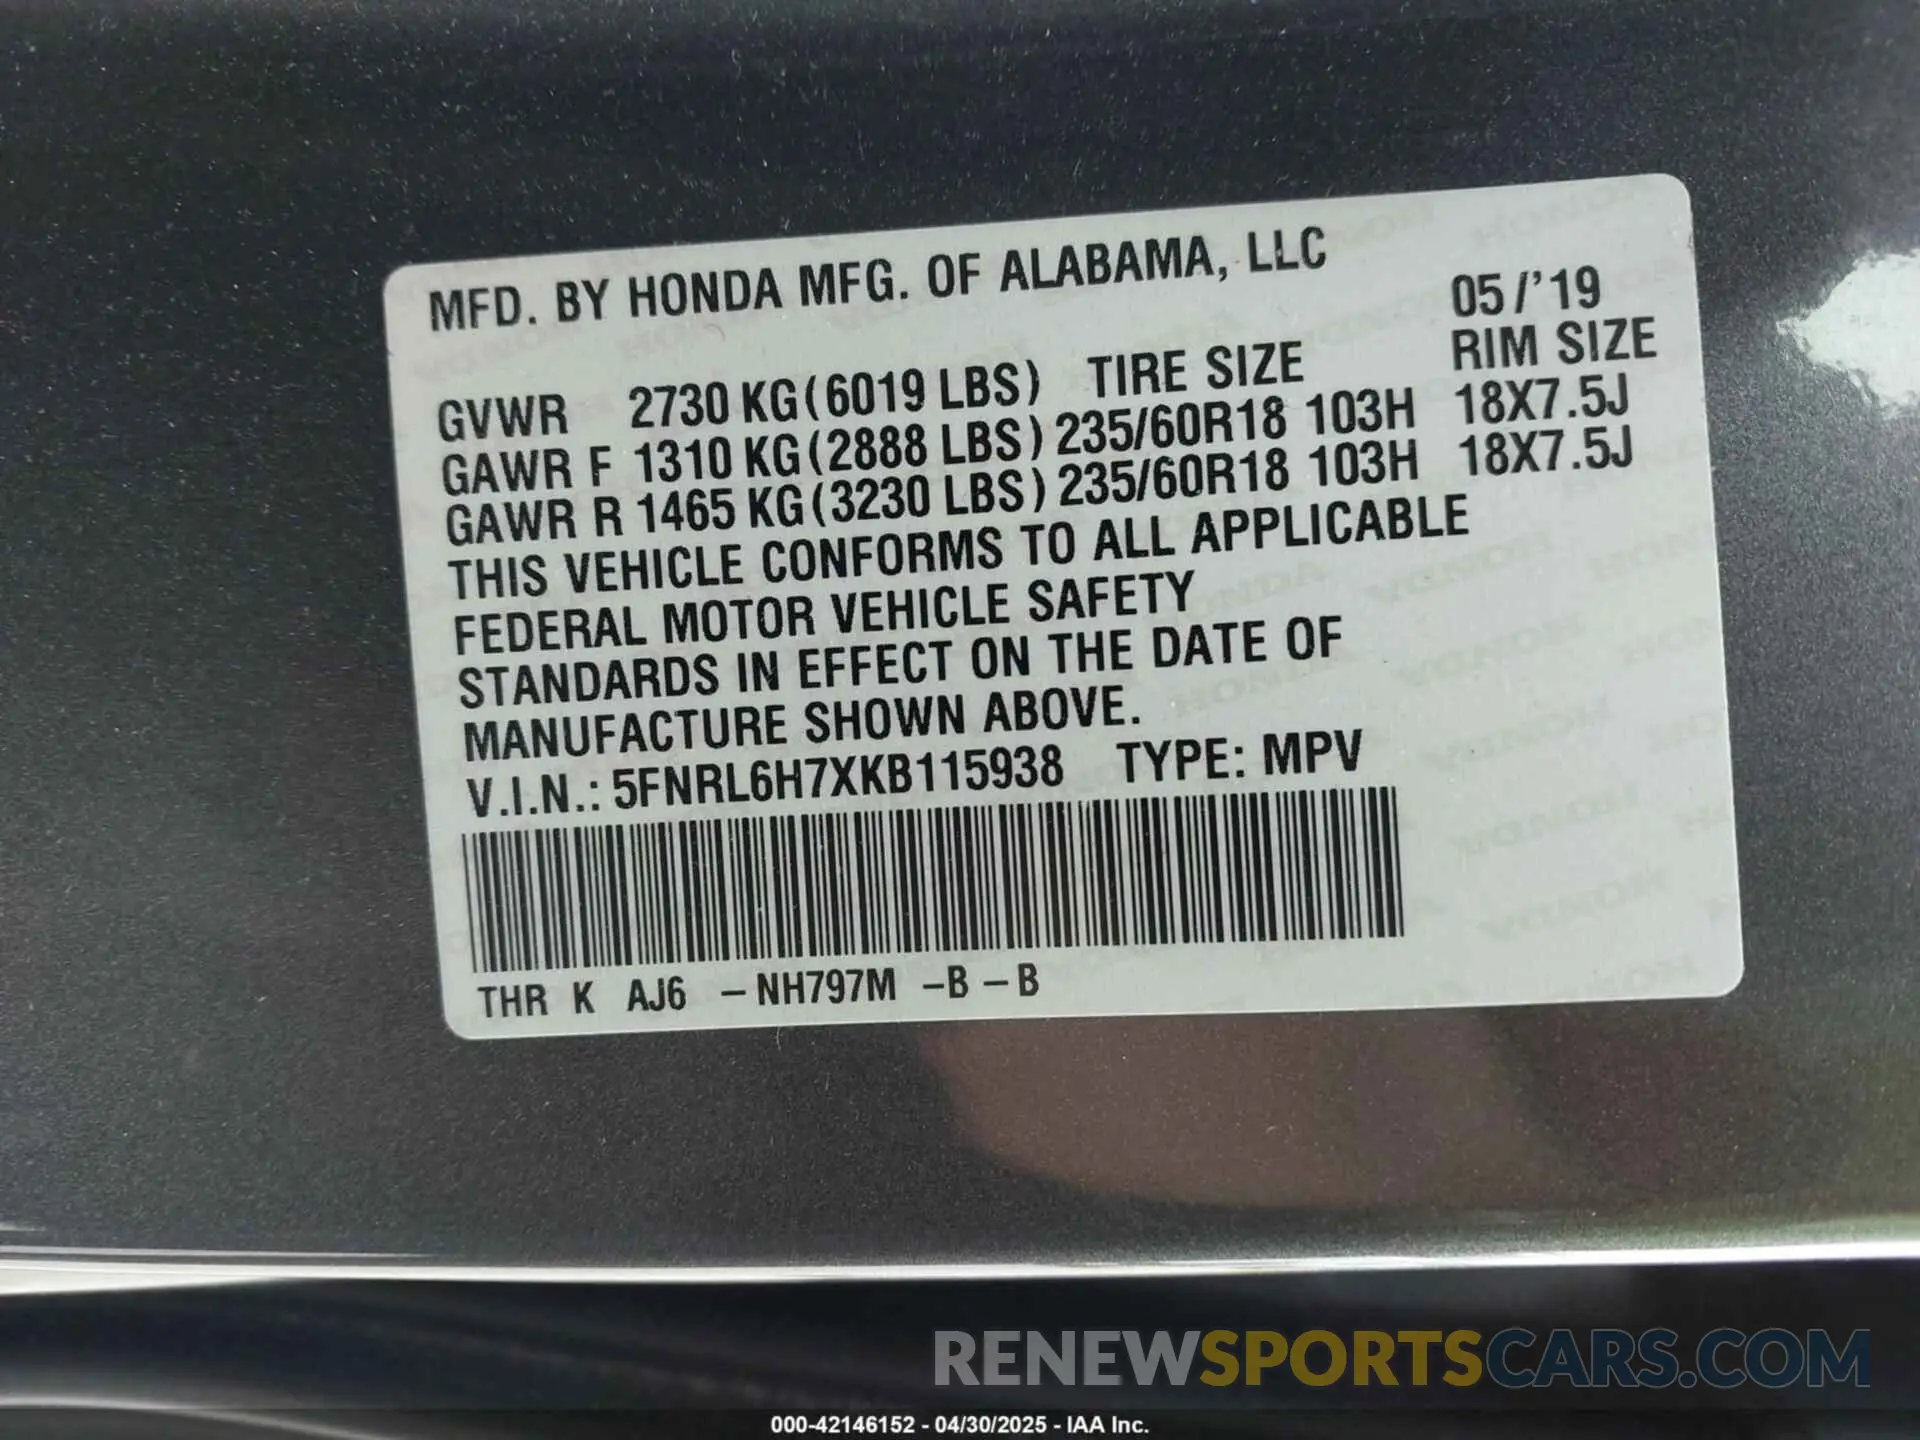 MFD. BY HONDA MFG. OF ALABAMA, LLC
05 /'19
GVWR 2730 KG (6019 LBS) TIRE SIZE RIM SIZE
GAWR F 1310 KG (2888 LBS) 235/60R18 103H 18X7.5J
GAWR R 1465 KG (3230 LBS) 235/60R18 103H 18X7.5J
THIS VEHICLE CONFORMS TO ALL APPLICABLE
FEDERAL MOTOR VEHICLE SAFETY
STANDARDS IN EFFECT ON THE DATE OF
MANUFACTURE SHOWN ABOVE.
V.I.N.: 5FNRL6H7XKB115938 TYPE: MPV
THR K AJ6 – NH797M – B – B
RENEWSPORTSCARS.COM
000-42146152 - 04/30/2025 - IAA Inc.